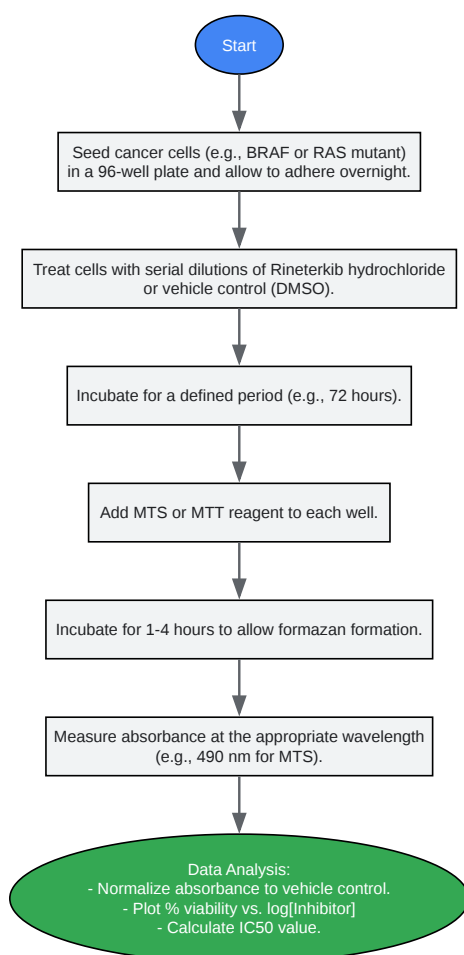 Start
Seed cancer cells (e.g., BRAF or RAS mutant)
in a 96-well plate and allow to adhere overnight.
Treat cells with serial dilutions of Rineterkib hydrochloride
or vehicle control (DMSO).
Incubate for a defined period (e.g., 72 hours).
Add MTS or MTT reagent to each well.
Incubate for 1-4 hours to allow formazan formation.
Measure absorbance at the appropriate wavelength
(e.g., 490 nm for MTS).
Data Analysis:
- Normalize absorbance to vehicle control.
- Plot % viability vs. log[Inhibitor]
- Calculate IC50 value.